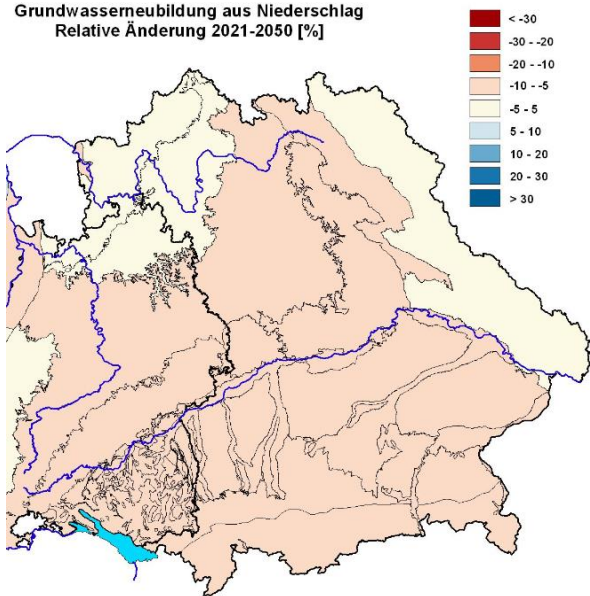 Grundwasserneubildung aus Niederschlag
Relative Änderung 2021-2050 [%]
< -30
-30 - -20
-20 - -10
-10 - -5
-5 - 5
5 - 10
10 - 20
20 - 30
> 30